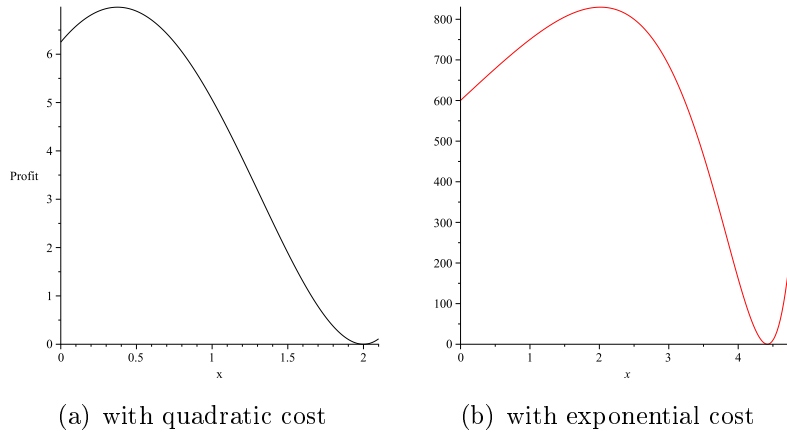 Profit
6
5
4
3
2
1
0
0 0.5 1 1.5 2
x
(a) with quadratic cost
800
700
600
500
400
300
200
100
0
0 1 2 3 4
x
(b) with exponential cost